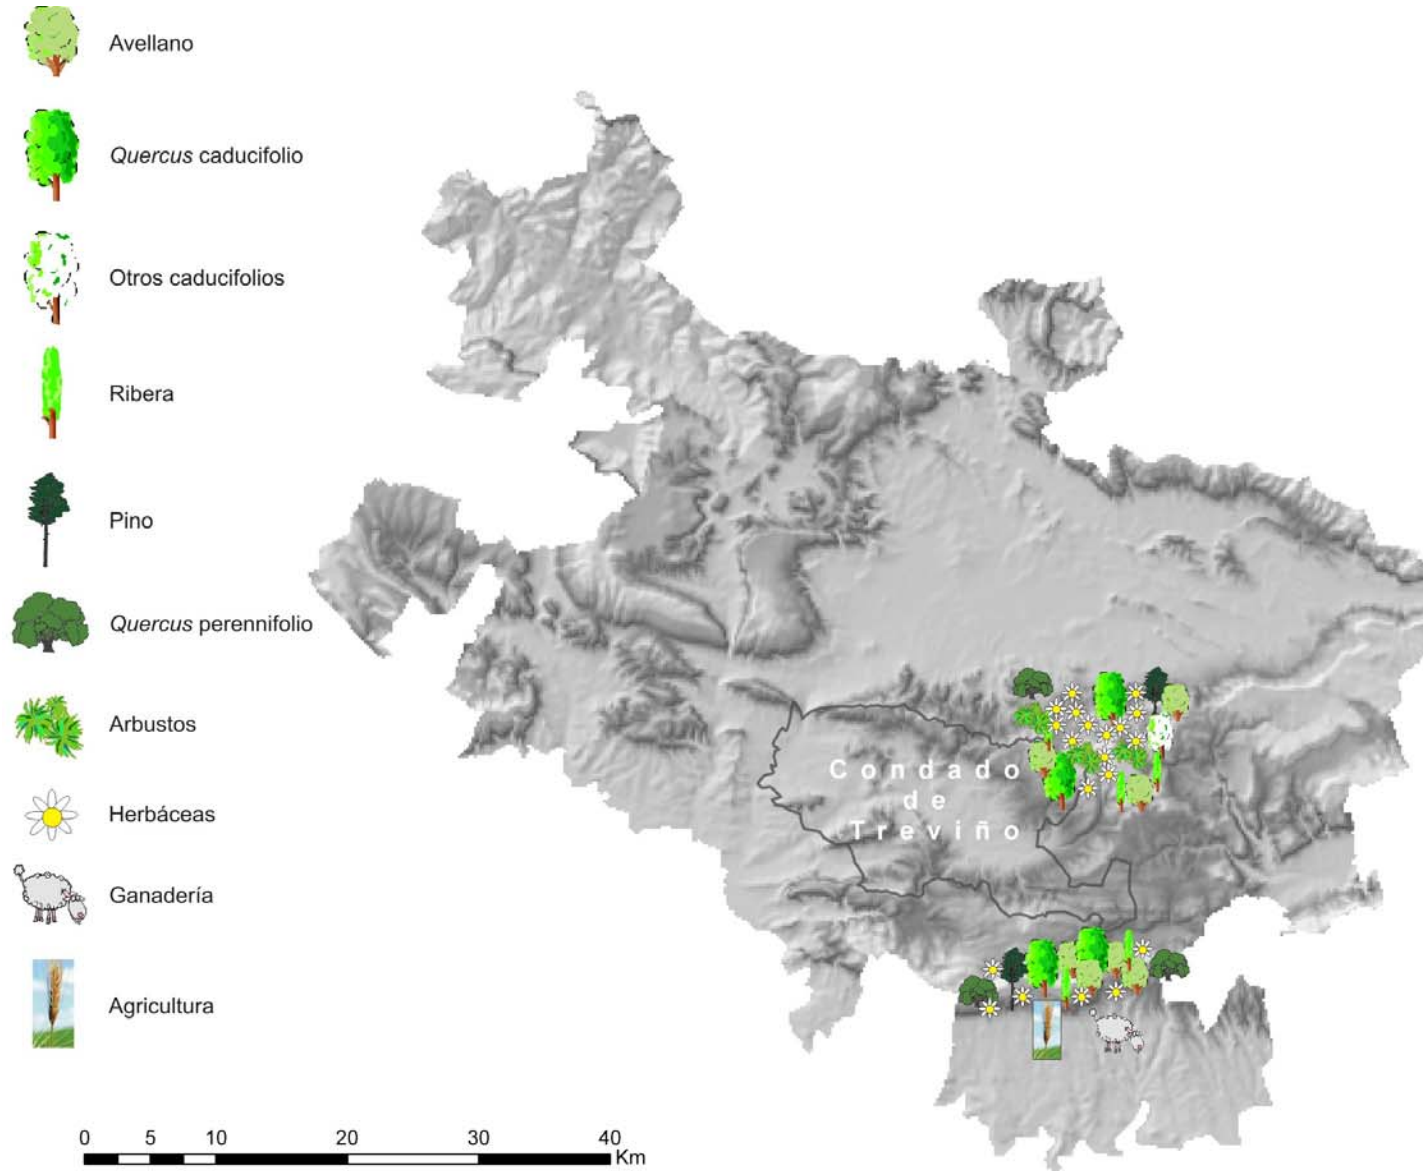 Avellano
Quercus caducifolio
Otros caducifolios
Ribera
Pino
Quercus perennifolio
Arbustos
Herbáceas
Ganadería
Agricultura
Condado
de
Treviño
0 5 10 20 30 40
Km